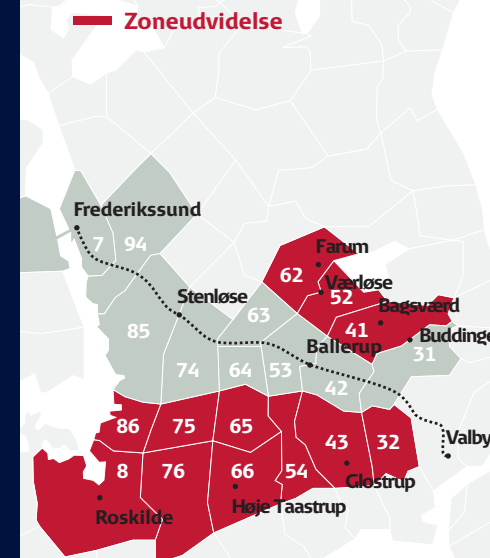 Zoneudvidelse
Frederikssund
7 94
Farum
62
Værløse
52
Stenløse
Bagsværd
63
41
85
Buddinge
Ballerup
31
74 64 53
42
86 75 65
43 32
Valby
8 76 66 54
Glostrup
Høje Taastrup
Roskilde